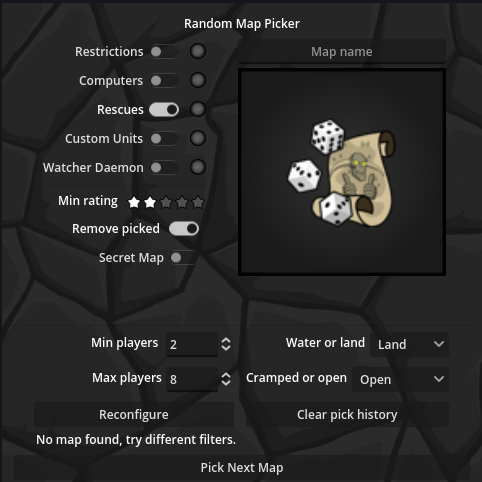 Random Map Picker
Restrictions
Map name
Computers
Rescues
Custom Units
Watcher Daemon
Min rating
Remove picked
Secret Map
Min players 2 Water or land Land
Max players 8 Cramped or open Open
Reconfigure Clear pick history
No map found, try different filters.
Pick Next Map